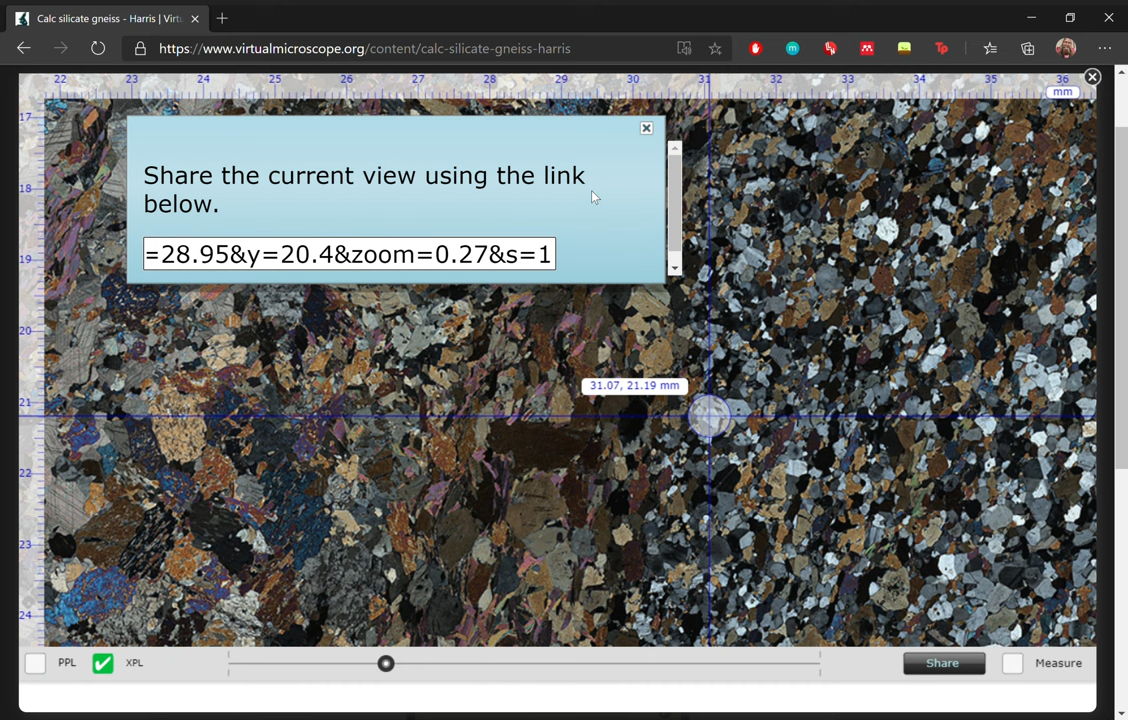 Calc silicate gneiss - Harris | Virtu
https://www.virtualmicroscope.org/content/calc-silicate-gneiss-harris
22 23 24 25 26 27 28 29 30 31 32 33 34 35 36
mm
17
18
19
20
21
22
23
24
Share the current view using the link
below.
=28.95&y=20.4&zoom=0.27&s=1
31.07, 21.19 mm
PPL XPL Share Measure